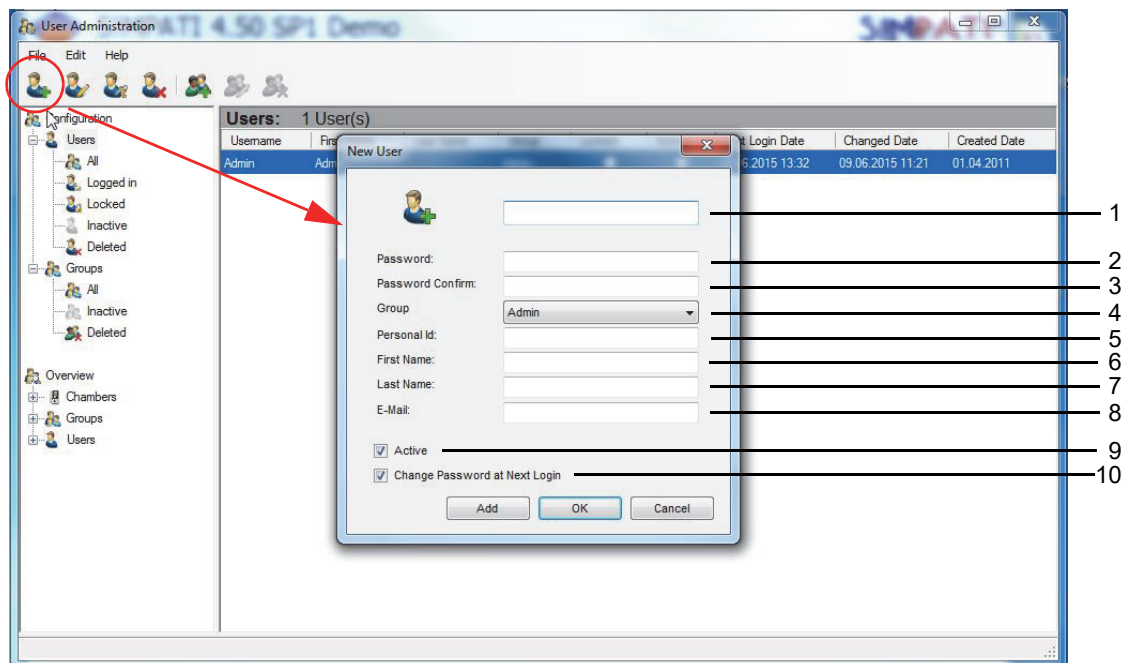 User Administration
ATI 4.50 SP1 Demo
SIMPATI
File Edit Help
Configuration
Users
All
Logged in
Locked
Inactive
Deleted
Groups
All
Inactive
Deleted
Overview
Chambers
Groups
Users
Users: 1 User(s)
Username Firs t Login Date Changed Date Created Date
Admin Adm 6.2015 13:32 09.06.2015 11:21 01.04.2011
New User
1
Password: 2
Password Confirm: 3
Group Admin 4
Personal Id: 5
First Name: 6
Last Name: 7
E-Mail: 8
Active 9
Change Password at Next Login 10
Add OK Cancel